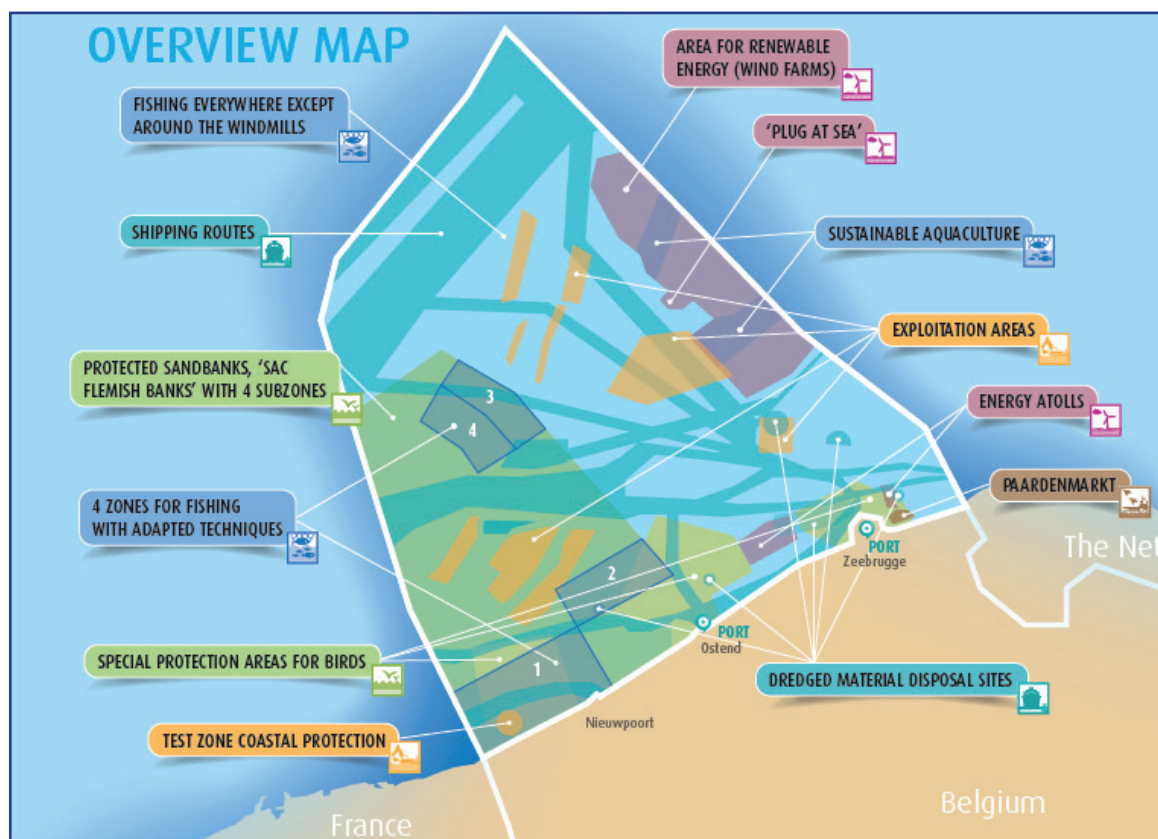 OVERVIEW MAP
AREA FOR RENEWABLE
ENERGY (WIND FARMS)
FISHING EVERYWHERE EXCEPT
AROUND THE WINDMILLS
'PLUG AT SEA'
SHIPPING ROUTES
SUSTAINABLE AQUACULTURE
EXPLOITATION AREAS
PROTECTED SANDBANKS, 'SAC
FLEMISH BANKS' WITH 4 SUBZONES
3
4
ENERGY ATOLLS
PAARDENMARKT
4 ZONES FOR FISHING
WITH ADAPTED TECHNIQUES
The Net
PORT
Zeebrugge
2
PORT
Ostend
1
SPECIAL PROTECTION AREAS FOR BIRDS
DREDGED MATERIAL DISPOSAL SITES
Nieuwpoort
TEST ZONE COASTAL PROTECTION
Belgium
France